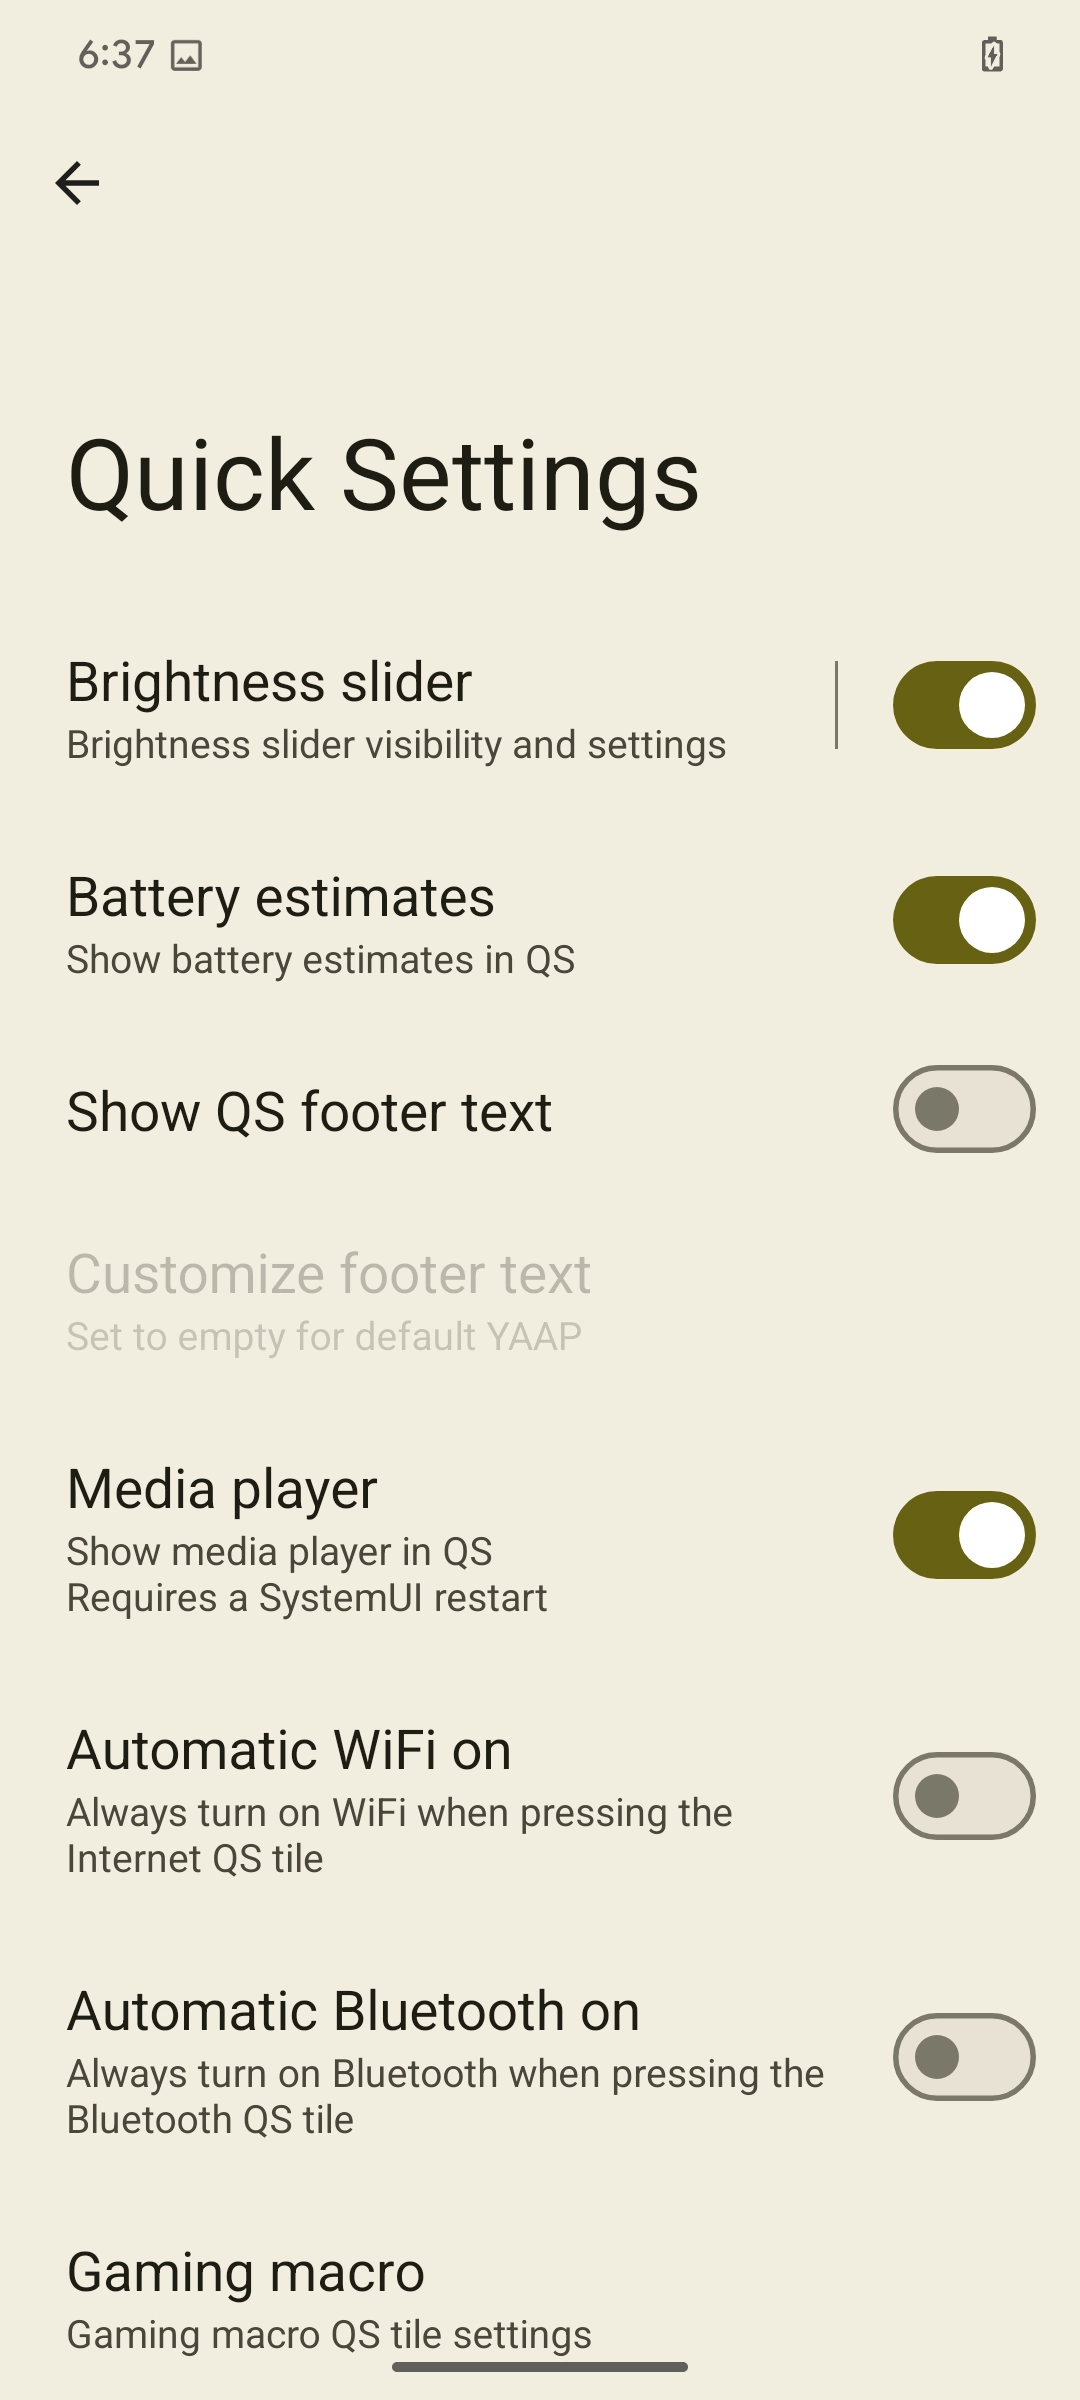 6:37
Quick Settings
Brightness slider
Brightness slider visibility and settings
Battery estimates
Show battery estimates in QS
Show QS footer text
Customize footer text
Set to empty for default YAAP
Media player
Show media player in QS
Requires a SystemUI restart
Automatic WiFi on
Always turn on WiFi when pressing the
Internet QS tile
Automatic Bluetooth on
Always turn on Bluetooth when pressing the
Bluetooth QS tile
Gaming macro
Gaming macro QS tile settings